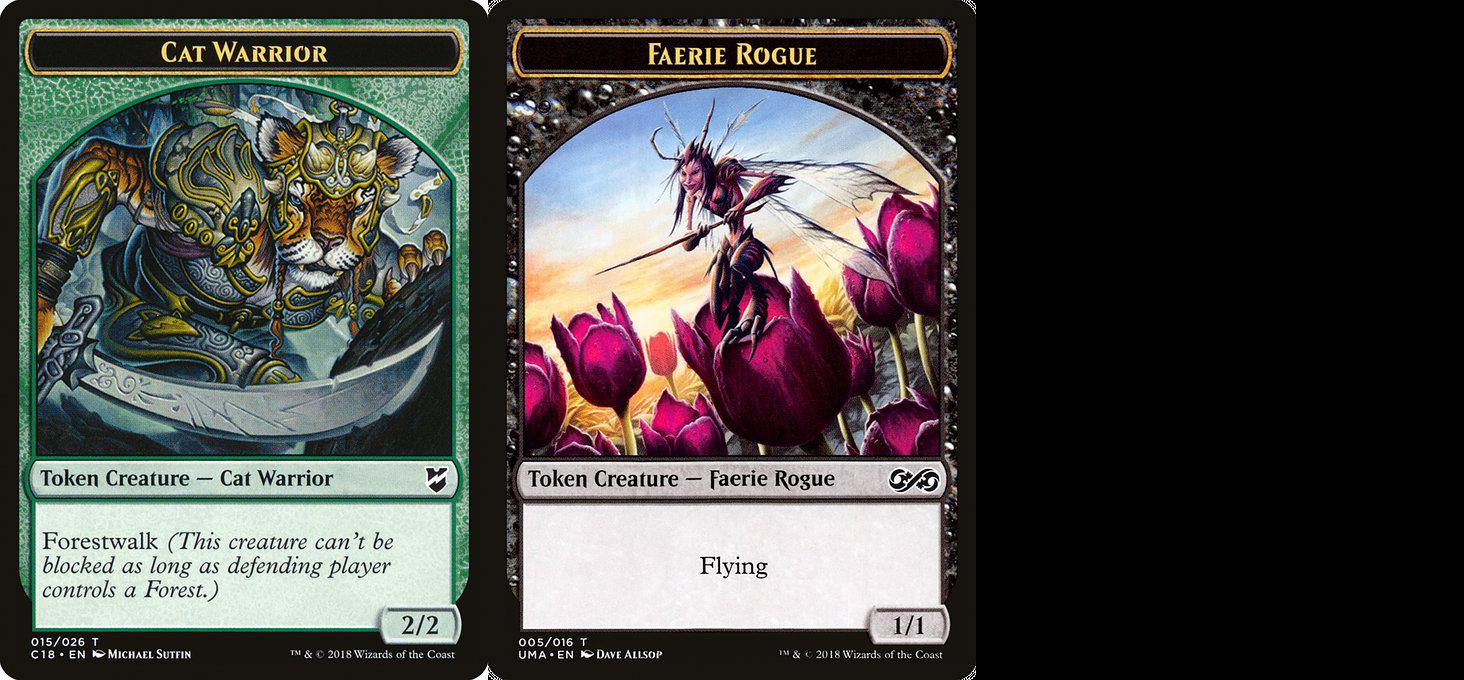 CAT WARRIOR
Token Creature — Cat Warrior
Forestwalk (This creature can't be
blocked as long as defending player
controls a Forest.)
2/2
015/026 T
C18 • EN MICHAEL SUTFIN
™ & © 2018 Wizards of the Coast
FAERIE ROGUE
Token Creature — Faerie Rogue
Flying
1/1
005/016 T
UMA • EN DAVE ALLSOP
™ & © 2018 Wizards of the Coast